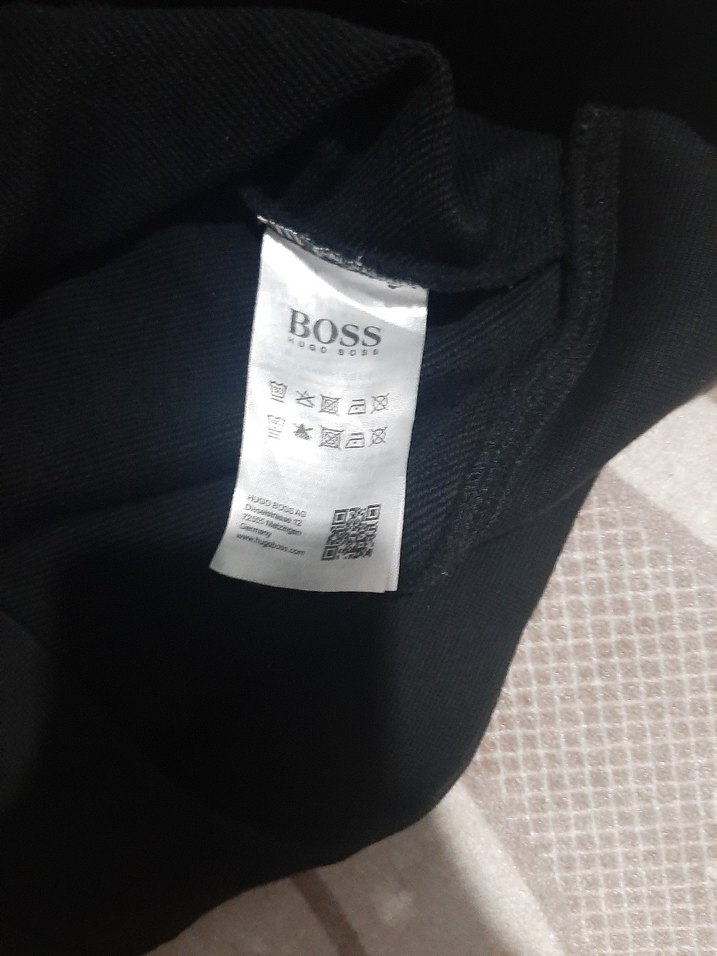 BOSS
HUGO BOSS
HUGO BOSS AG
Dieselstrasse 12
72555 Metzingen
Germany
www.hugoboss.com